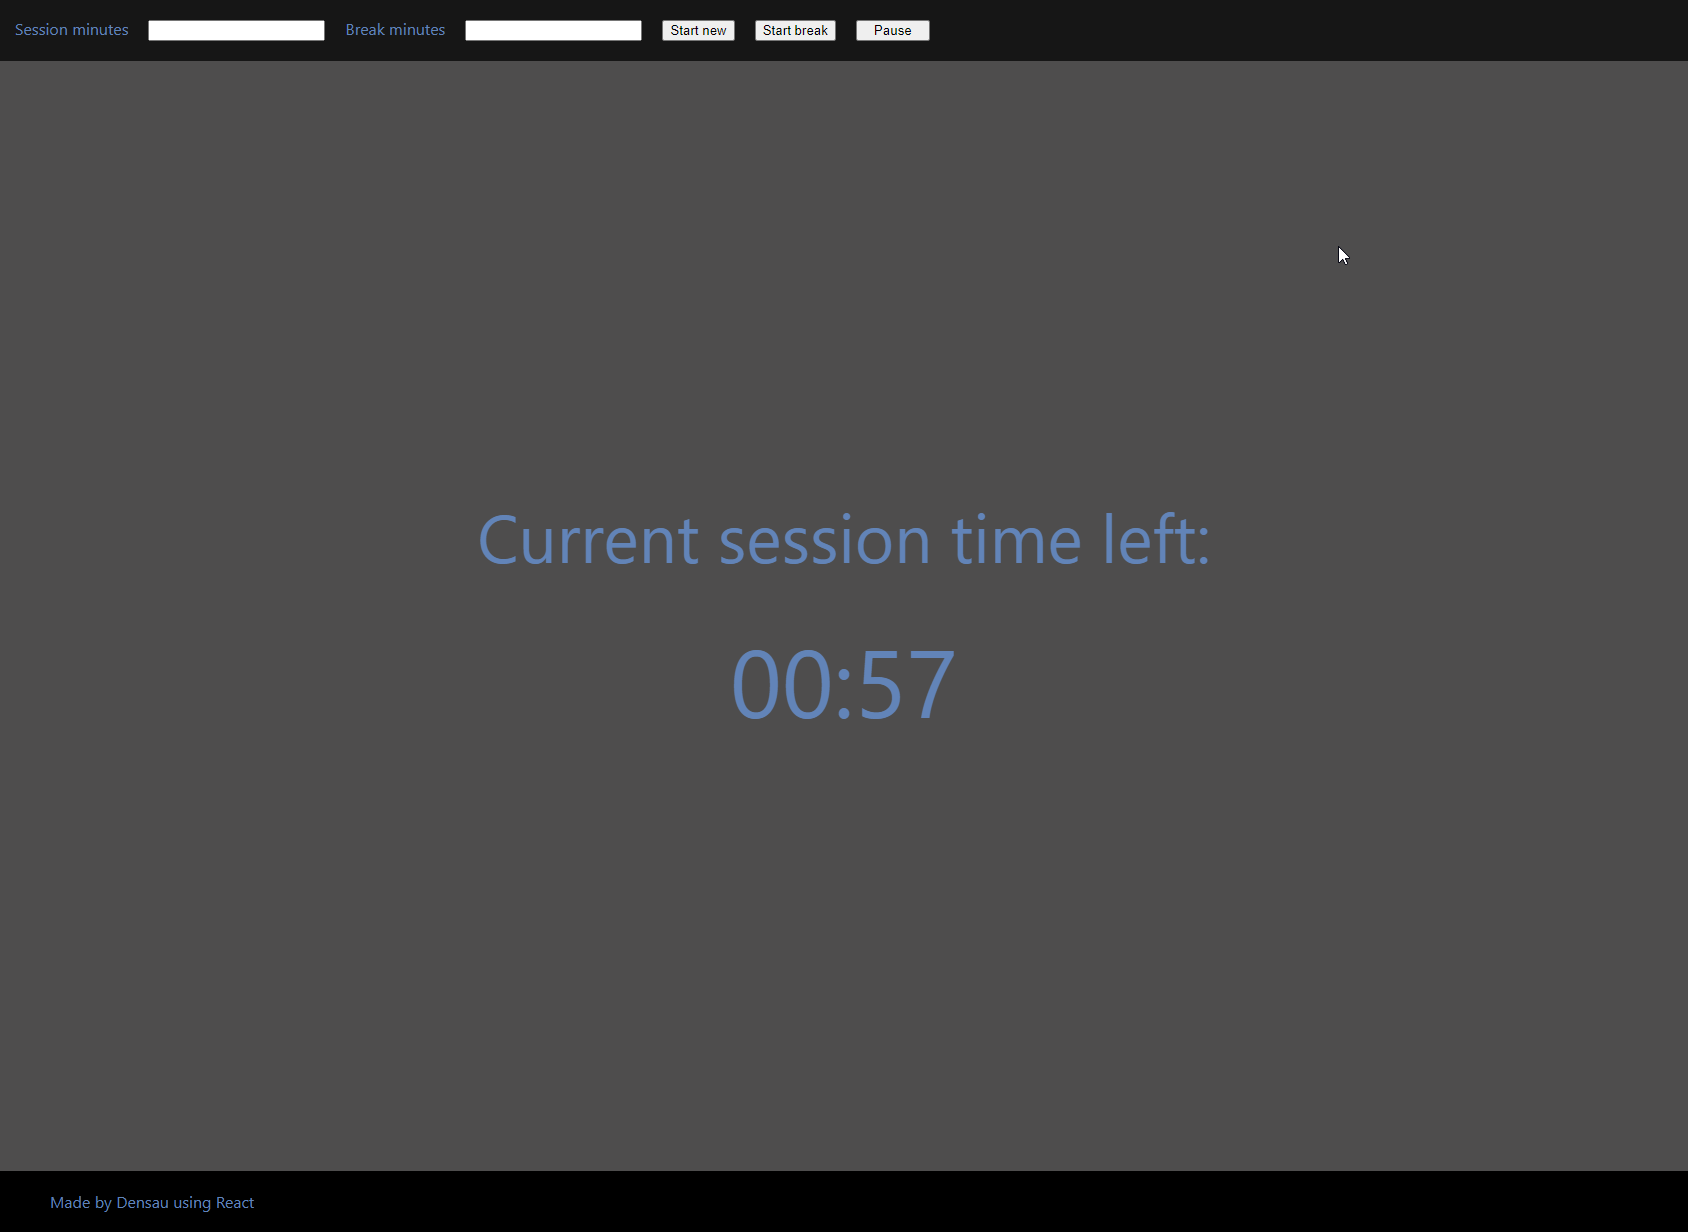 Session minutes Break minutes Start new Start break Pause
Current session time left:
00:57
Made by Densau using React